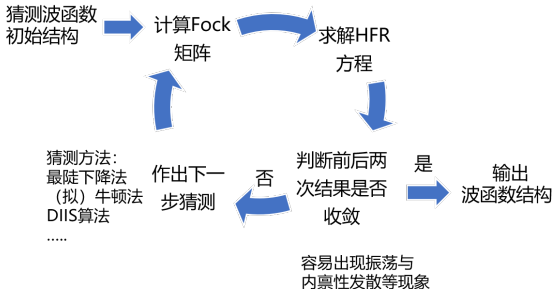 猜测波函数
初始结构
计算Fock
矩阵
求解HFR
方程
判断前后两
次结果是否
收敛
是
输出
波函数结构
否
作出下一
步猜测
猜测方法：
最陡下降法
（拟）牛顿法
DIIS算法
.....
容易出现振荡与
内禀性发散等现象